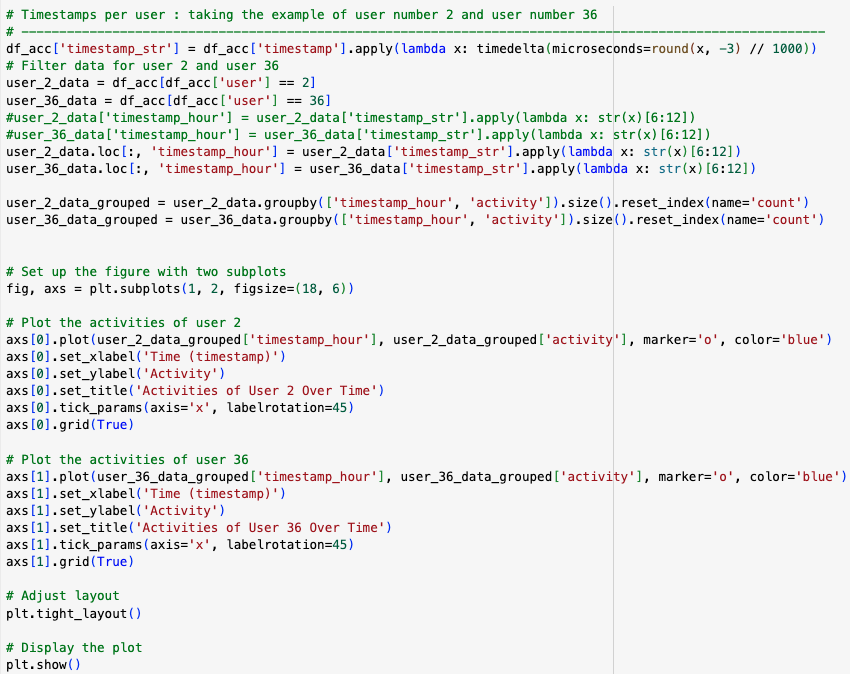 # Timestamps per user : taking the example of user number 2 and user number 36
# ----------------------------------------------------------------------------------------------------------
df_acc['timestamp_str'] = df_acc['timestamp'].apply(lambda x: timedelta(microseconds=round(x, -3) // 1000))
# Filter data for user 2 and user 36
user_2_data = df_acc[df_acc['user'] == 2]
user_36_data = df_acc[df_acc['user'] == 36]
#user_2_data['timestamp_hour'] = user_2_data['timestamp_str'].apply(lambda x: str(x)[6:12])
#user_36_data['timestamp_hour'] = user_36_data['timestamp_str'].apply(lambda x: str(x)[6:12])
user_2_data.loc[:, 'timestamp_hour'] = user_2_data['timestamp_str'].apply(lambda x: str(x)[6:12])
user_36_data.loc[:, 'timestamp_hour'] = user_36_data['timestamp_str'].apply(lambda x: str(x)[6:12])

user_2_data_grouped = user_2_data.groupby(['timestamp_hour', 'activity']).size().reset_index(name='count')
user_36_data_grouped = user_36_data.groupby(['timestamp_hour', 'activity']).size().reset_index(name='count')

# Set up the figure with two subplots
fig, axs = plt.subplots(1, 2, figsize=(18, 6))

# Plot the activities of user 2
axs[0].plot(user_2_data_grouped['timestamp_hour'], user_2_data_grouped['activity'], marker='o', color='blue')
axs[0].set_xlabel('Time (timestamp)')
axs[0].set_ylabel('Activity')
axs[0].set_title('Activities of User 2 Over Time')
axs[0].tick_params(axis='x', labelrotation=45)
axs[0].grid(True)

# Plot the activities of user 36
axs[1].plot(user_36_data_grouped['timestamp_hour'], user_36_data_grouped['activity'], marker='o', color='blue')
axs[1].set_xlabel('Time (timestamp)')
axs[1].set_ylabel('Activity')
axs[1].set_title('Activities of User 36 Over Time')
axs[1].tick_params(axis='x', labelrotation=45)
axs[1].grid(True)

# Adjust layout
plt.tight_layout()

# Display the plot
plt.show()